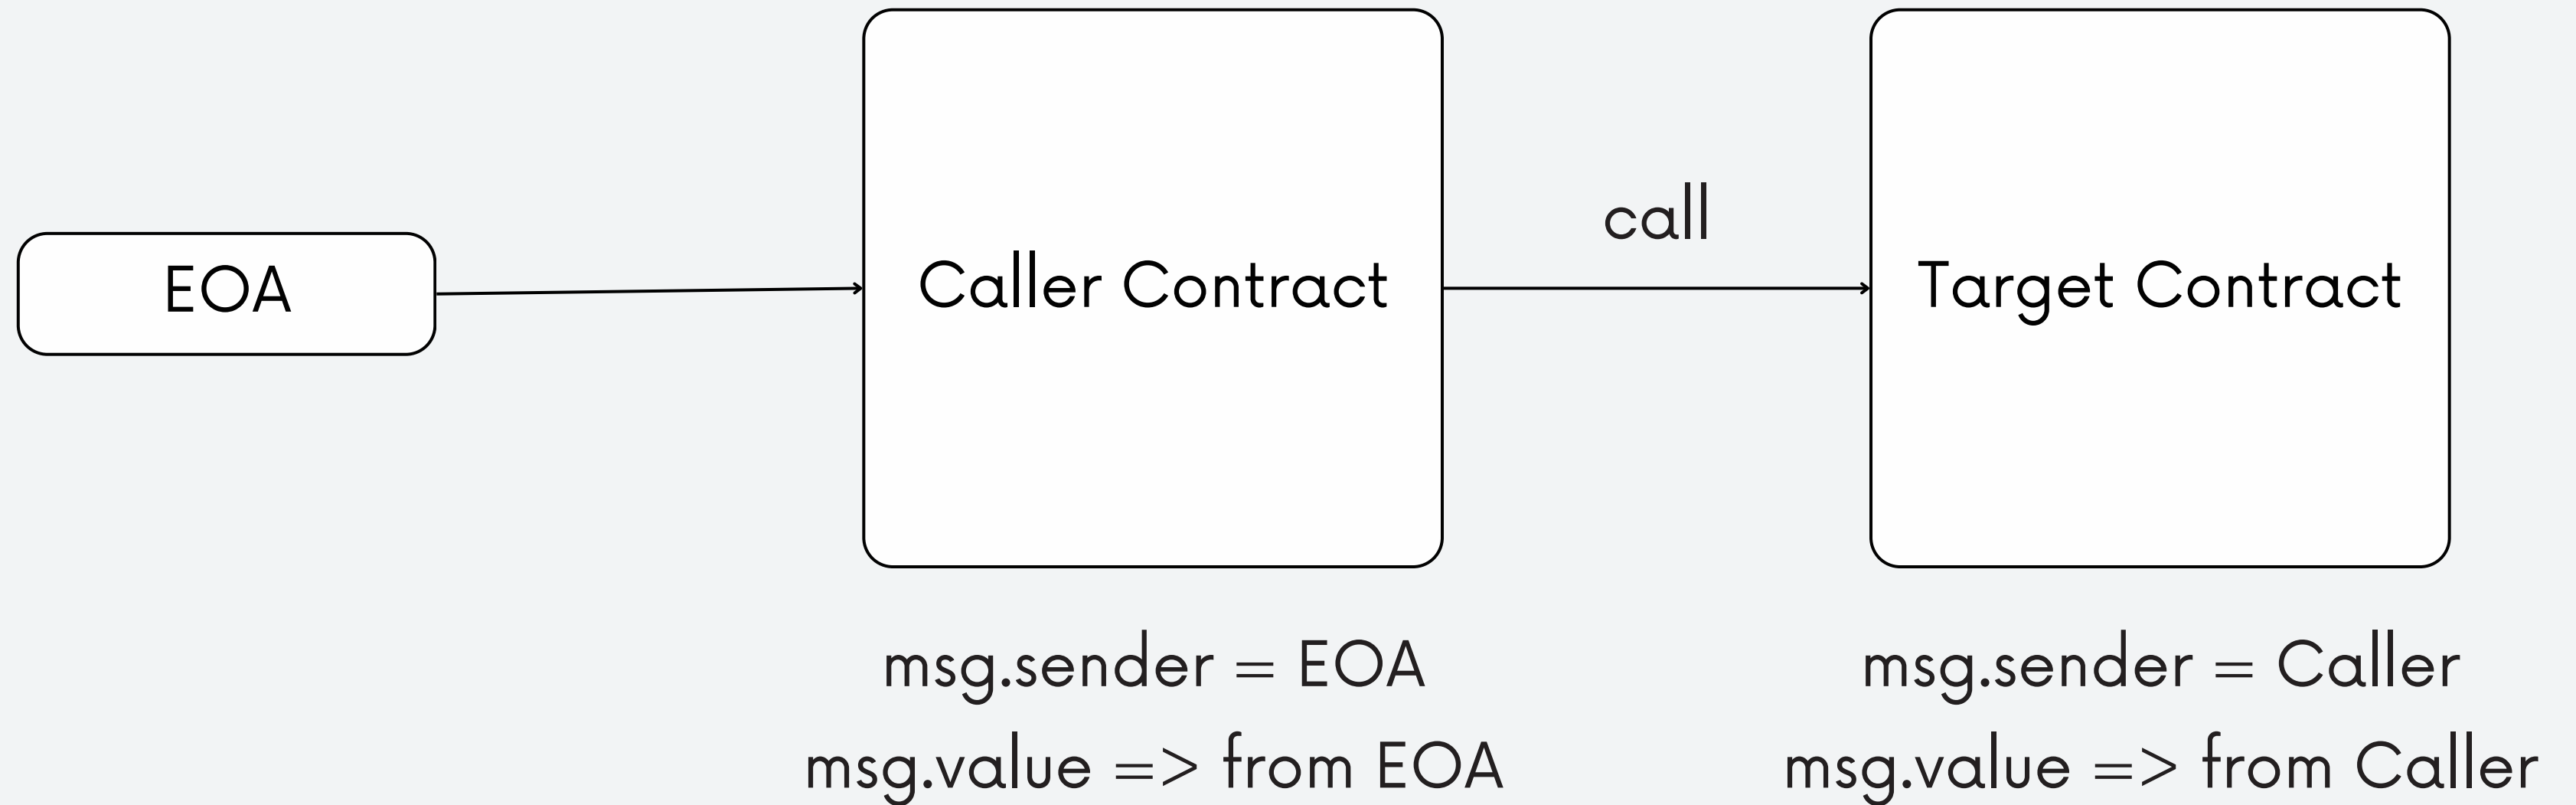 EOA
Caller Contract
call
Target Contract
msg.sender = EOA
msg.value => from EOA
msg.sender = Caller
msg.value => from Caller